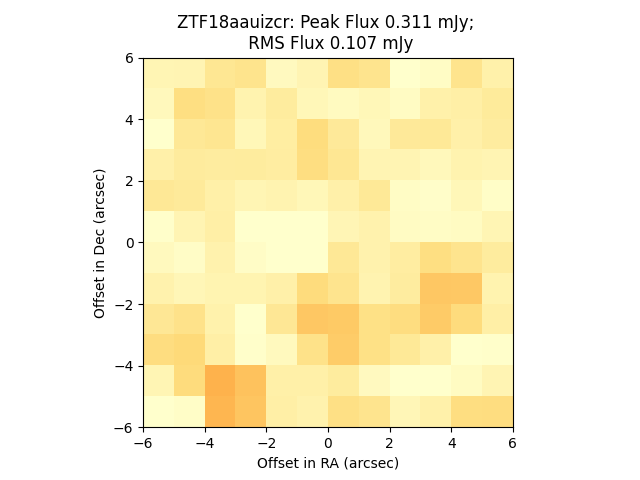 ZTF18aauizcr: Peak Flux 0.311 mJy;
RMS Flux 0.107 mJy
6
4
2
0
−2
−4
−6
Offset in Dec (arcsec)
−6 −4 −2 0 2 4 6
Offset in RA (arcsec)